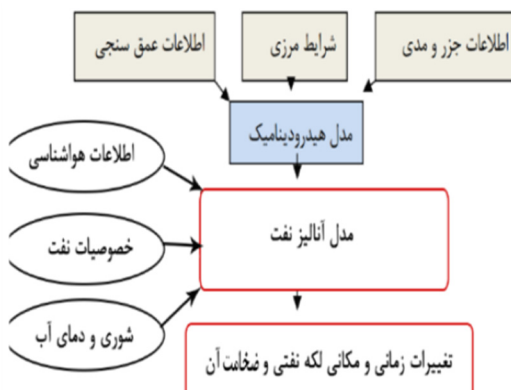 اطلاعات جزر و مدی
شرایط مرزی
اطلاعات عمق سنجی
مدل هیدرودینامیک
اطلاعات هواشناسی
مدل آنالیز نفت
خصوصیات نفت
شوری و دمای آب
تغییرات زمانی و مکانی لکه نفتی و ضخامت آن